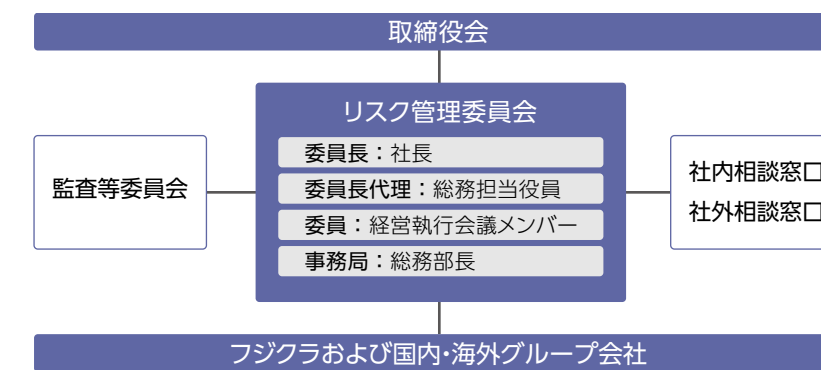 取締役会
リスク管理委員会
委員長：社長
委員長代理：総務担当役員
委員：経営執行会議メンバー
事務局：総務部長
監査等委員会
社内相談窓口
社外相談窓口
フジクラおよび国内・海外グループ会社